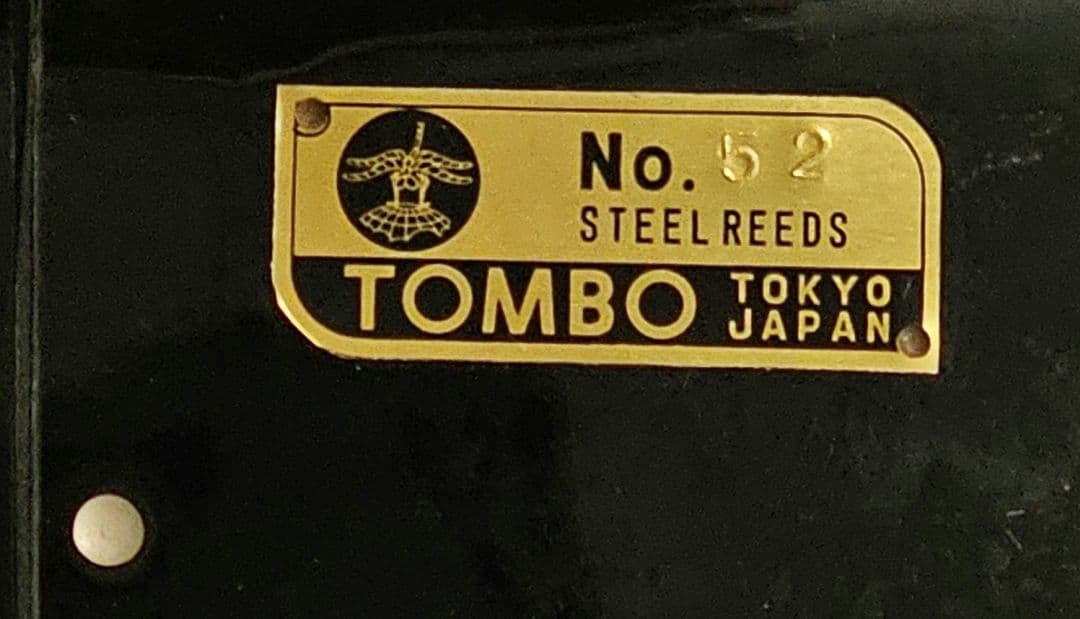 No. 52
STEEL REEDS
TOMBO TOKYO
JAPAN